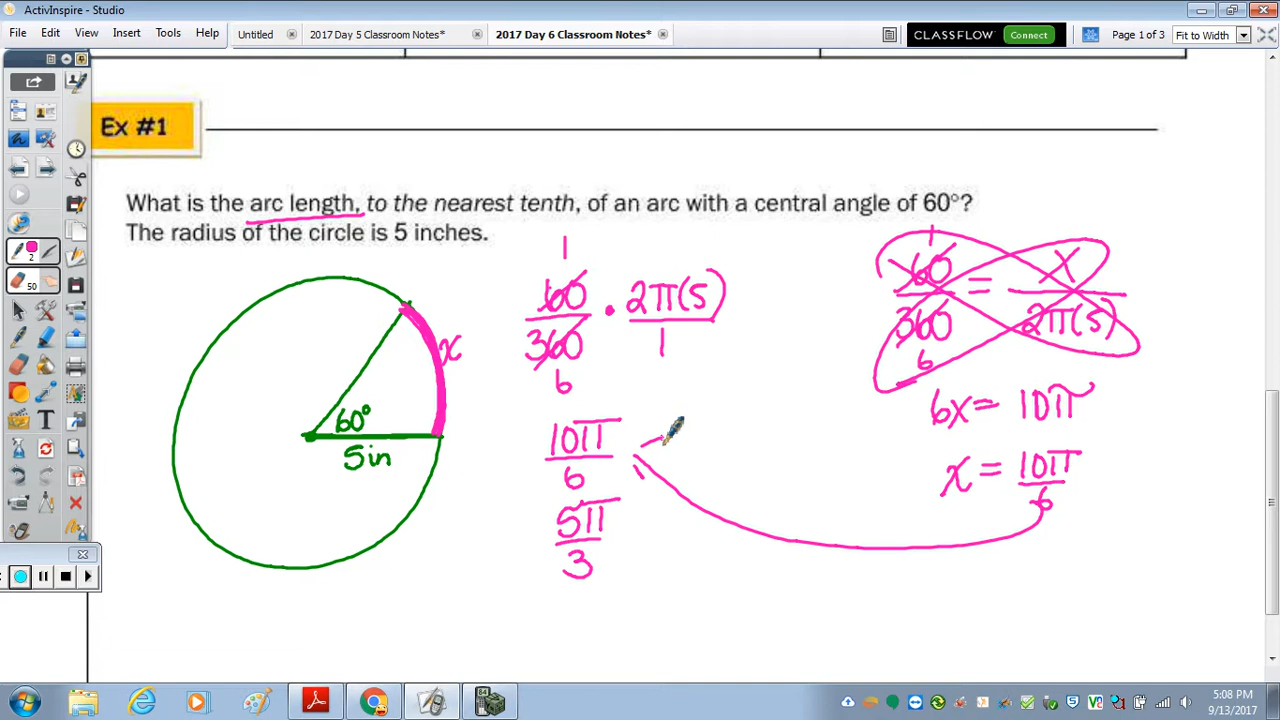 ActivInspire - Studio
File Edit View Insert Tools Help
Untitled
2017 Day 5 Classroom Notes*
2017 Day 6 Classroom Notes*
CLASSFLOW Connect
Page 1 of 3
Fit to Width
Ex #1
What is the arc length, to the nearest tenth, of an arc with a central angle of 60°?
The radius of the circle is 5 inches.
x
60°
5in
1
60/360 · 2π(5)/1
6
10π/6
5π/3
1
60/360 = x/2π(5)
6
6x = 10π
x = 10π/6
2
50
5:08 PM
9/13/2017